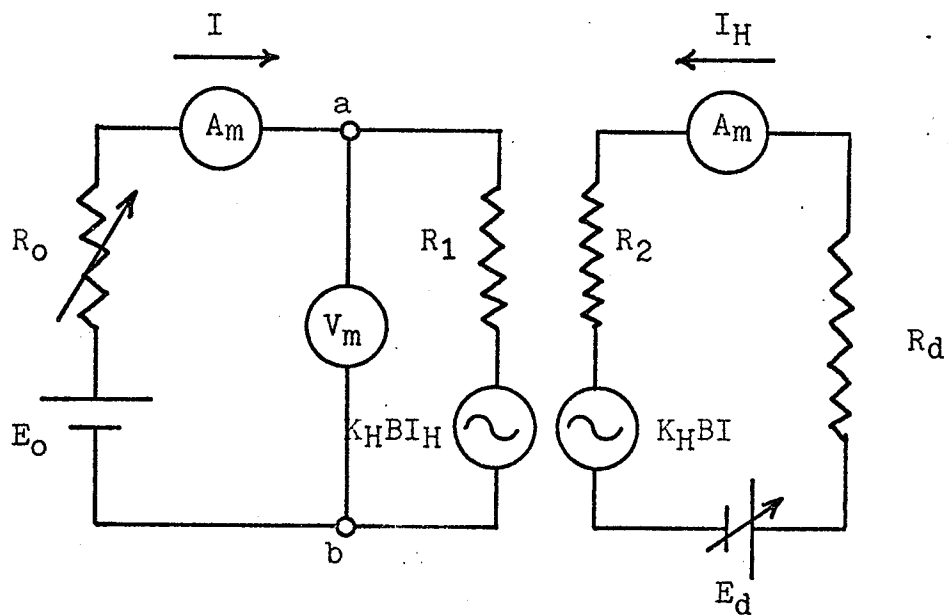 I
I_H
A_m
a
A_m
R_o
R_1
R_2
V_m
R_d
E_o
K_HBI_H
K_HBI
b
E_d